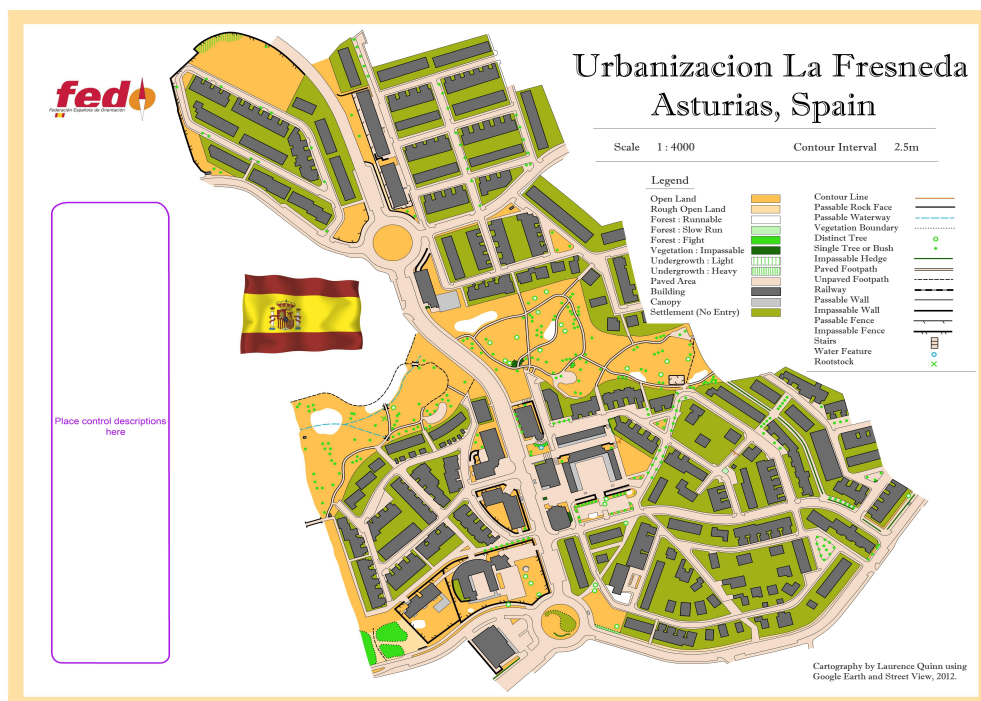 fedo
Federación Española de Orientación
Urbanizacion La Fresneda
Asturias, Spain
Scale 1 : 4000 Contour Interval 2.5m
Legend
Open Land
Rough Open Land
Forest : Runnable
Forest : Slow Run
Forest : Fight
Vegetation : Impassable
Undergrowth : Light
Undergrowth : Heavy
Paved Area
Building
Canopy
Settlement (No Entry)
Contour Line
Passable Rock Face
Passable Waterway
Vegetation Boundary
Distinct Tree
Single Tree or Bush
Impassable Hedge
Paved Footpath
Unpaved Footpath
Railway
Passable Wall
Impassable Wall
Passable Fence
Impassable Fence
Stairs
Water Feature
Rootstock
Place control descriptions
here
Cartography by Laurence Quinn using
Google Earth and Street View, 2012.